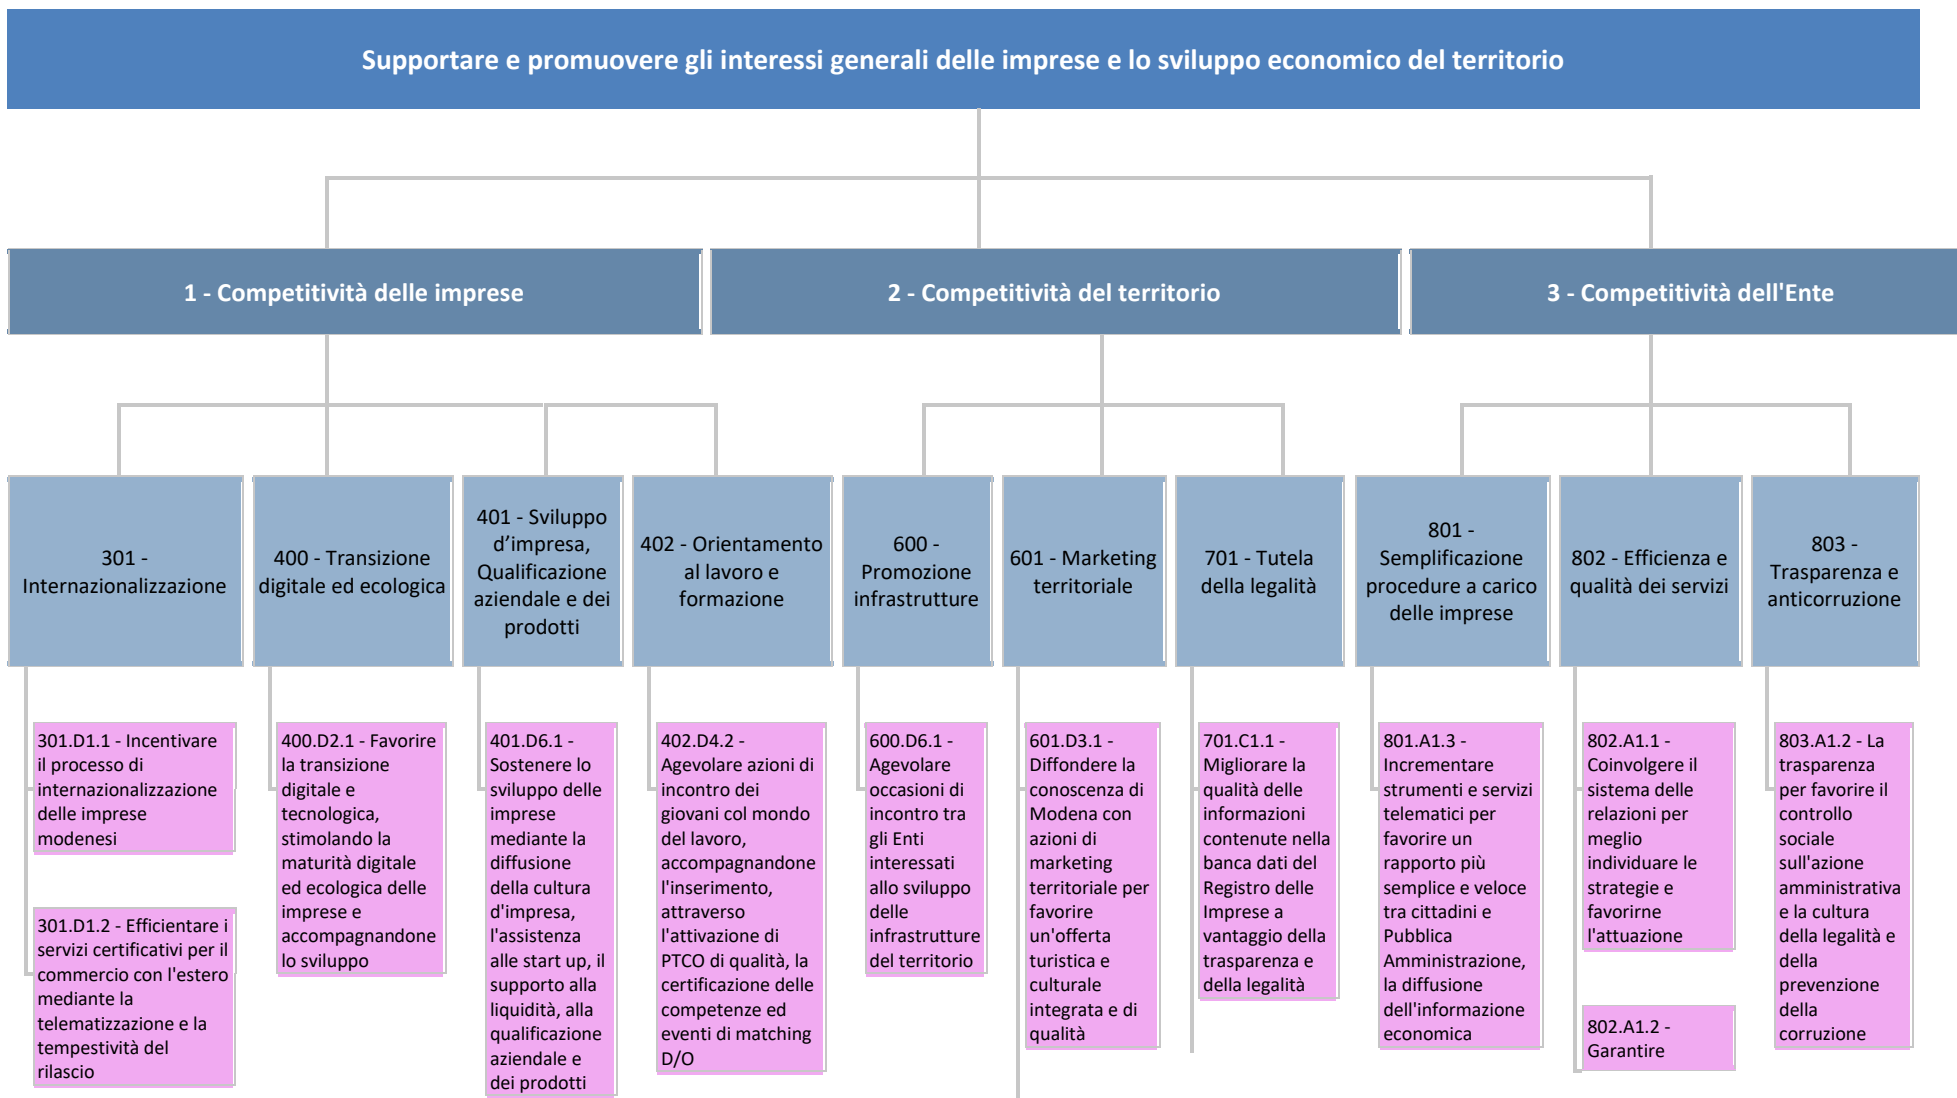 Supportare e promuovere gli interessi generali delle imprese e lo sviluppo economico del territorio
1 - Competitività delle imprese
2 - Competitività del territorio
3 - Competitività dell'Ente
301 -
Internazionalizzazione
400 - Transizione
digitale ed ecologica
401 - Sviluppo
d’impresa,
Qualificazione
aziendale e dei
prodotti
402 - Orientamento
al lavoro e
formazione
600 -
Promozione
infrastrutture
601 - Marketing
territoriale
701 - Tutela
della legalità
801 -
Semplificazione
procedure a carico
delle imprese
802 - Efficienza e
qualità dei servizi
803 -
Trasparenza e
anticorruzione
301.D1.1 - Incentivare
il processo di
internazionalizzazione
delle imprese
modenesi
301.D1.2 - Efficientare i
servizi certificativi per il
commercio con l'estero
mediante la
telematizzazione e la
tempestività del
rilascio
400.D2.1 - Favorire
la transizione
digitale e
tecnologica,
stimolando la
maturità digitale
ed ecologica delle
imprese e
accompagnandone
lo sviluppo
401.D6.1 -
Sostenere lo
sviluppo delle
imprese
mediante la
diffusione
della cultura
d'impresa,
l'assistenza
alle start up, il
supporto alla
liquidità, alla
qualificazione
aziendale e
dei prodotti
402.D4.2 -
Agevolare azioni di
incontro dei
giovani col mondo
del lavoro,
accompagnandone
l'inserimento,
attraverso
l'attivazione di
PTCO di qualità, la
certificazione delle
competenze ed
eventi di matching
D/O
600.D6.1 -
Agevolare
occasioni di
incontro tra
gli Enti
interessati
allo sviluppo
delle
infrastrutture
del territorio
601.D3.1 -
Diffondere la
conoscenza di
Modena con
azioni di
marketing
territoriale per
favorire
un'offerta
turistica e
culturale
integrata e di
qualità
701.C1.1 -
Migliorare la
qualità delle
informazioni
contenute nella
banca dati del
Registro delle
Imprese a
vantaggio della
trasparenza e
della legalità
801.A1.3 -
Incrementare
strumenti e servizi
telematici per
favorire un
rapporto più
semplice e veloce
tra cittadini e
Pubblica
Amministrazione,
la diffusione
dell'informazione
economica
802.A1.1 -
Coinvolgere il
sistema delle
relazioni per
meglio
individuare le
strategie e
favorirne
l'attuazione
802.A1.2 -
Garantire
803.A1.2 - La
trasparenza
per favorire il
controllo
sociale
sull'azione
amministrativa
e la cultura
della legalità e
della
prevenzione
della
corruzione